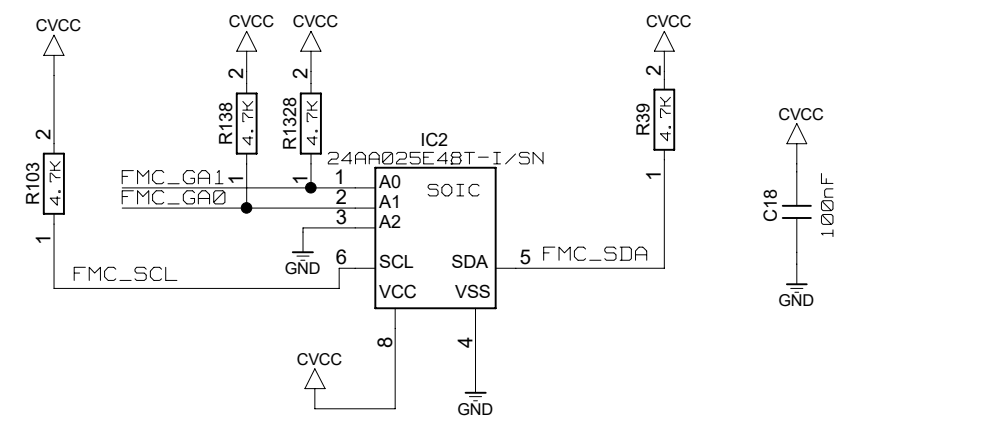 CVCC
CVCC
CVCC
CVCC
CVCC
2
2
2
2
R103
4.7K
R138
4.7K
R1328
4.7K
R39
4.7K
1
1
1
1
IC2
24AA025E48T-I/SN
SOIC
FMC_GA1
1
A0
FMC_GA0
2
A1
3
A2
GND
FMC_SCL
6
SCL
SDA
5
FMC_SDA
VCC
VSS
8
4
CVCC
GND
C18
100nF
GND